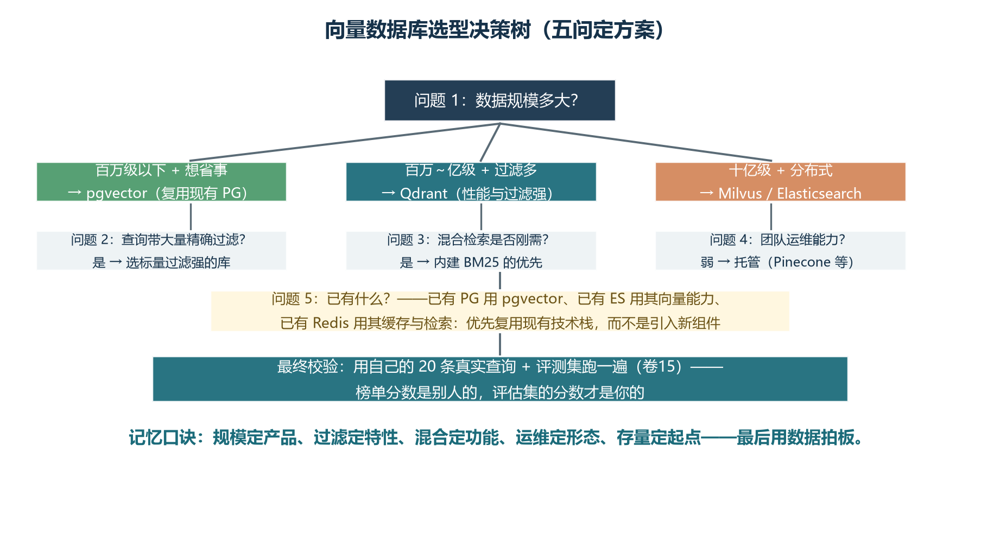 向量数据库选型决策树（五问定方案）
问题 1：数据规模多大？
百万级以下 + 想省事
→ pgvector（复用现有 PG）
百万～亿级 + 过滤多
→ Qdrant（性能与过滤强）
十亿级 + 分布式
→ Milvus / Elasticsearch
问题 2：查询带大量精确过滤？
是 → 选标量过滤强的库
问题 3：混合检索是否刚需？
是 → 内建 BM25 的优先
问题 4：团队运维能力？
弱 → 托管（Pinecone 等）
问题 5：已有什么？——已有 PG 用 pgvector、已有 ES 用其向量能力、
已有 Redis 用其缓存与检索：优先复用现有技术栈，而不是引入新组件
最终校验：用自己的 20 条真实查询 + 评测集跑一遍（卷15）——
榜单分数是别人的，评估集的分数才是你的
记忆口诀：规模定产品、过滤定特性、混合定功能、运维定形态、存量定起点——最后用数据拍板。